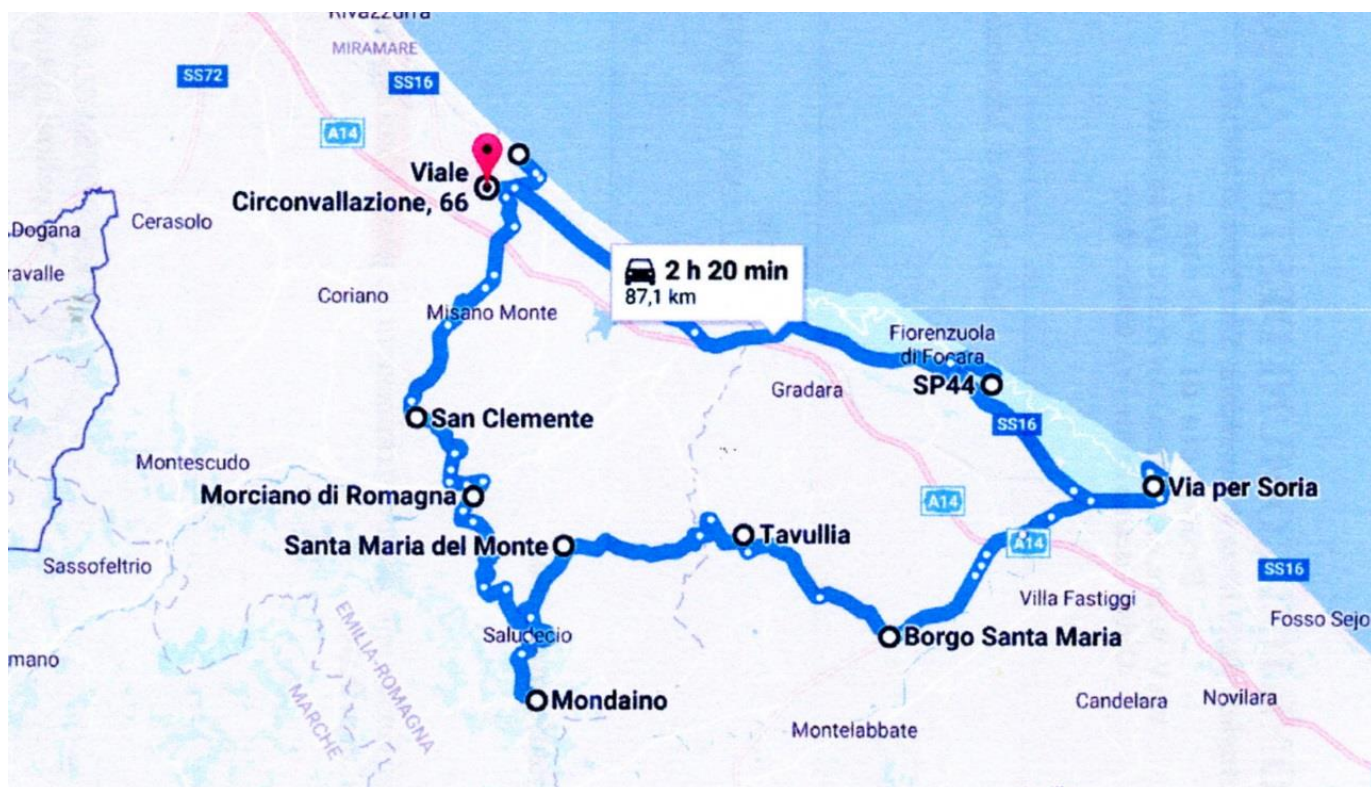 Rivazzurra
MIRAMARE
SS72
SS16
A14
Viale
Circonvallazione, 66
Dogana
Cerasolo
ravalle
Coriano
Misano Monte
2 h 20 min
87,1 km
Fiorenzuola
di Focara
SP44
Gradara
San Clemente
SS16
Montescudo
Morciano di Romagna
Via per Soria
A14
Santa Maria del Monte
Tavullia
A14
Sassofeltrio
SS16
Villa Fastiggi
Fosso Sejo
EMILIA-ROMAGNA
MARCHE
Saludecio
Borgo Santa Maria
mano
Mondaino
Candelara
Novilara
Montelabbate